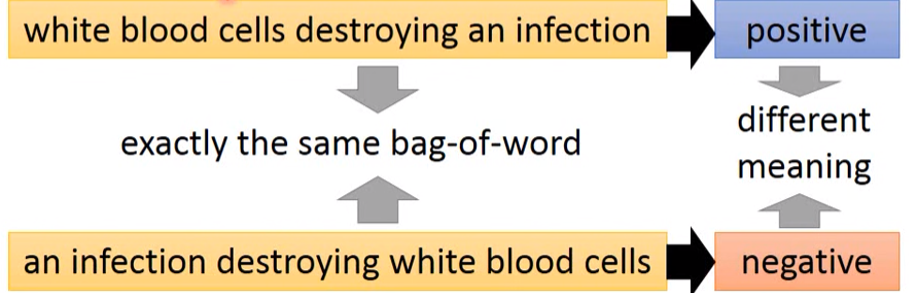 white blood cells destroying an infection
positive
exactly the same bag-of-word
different
meaning
an infection destroying white blood cells
negative